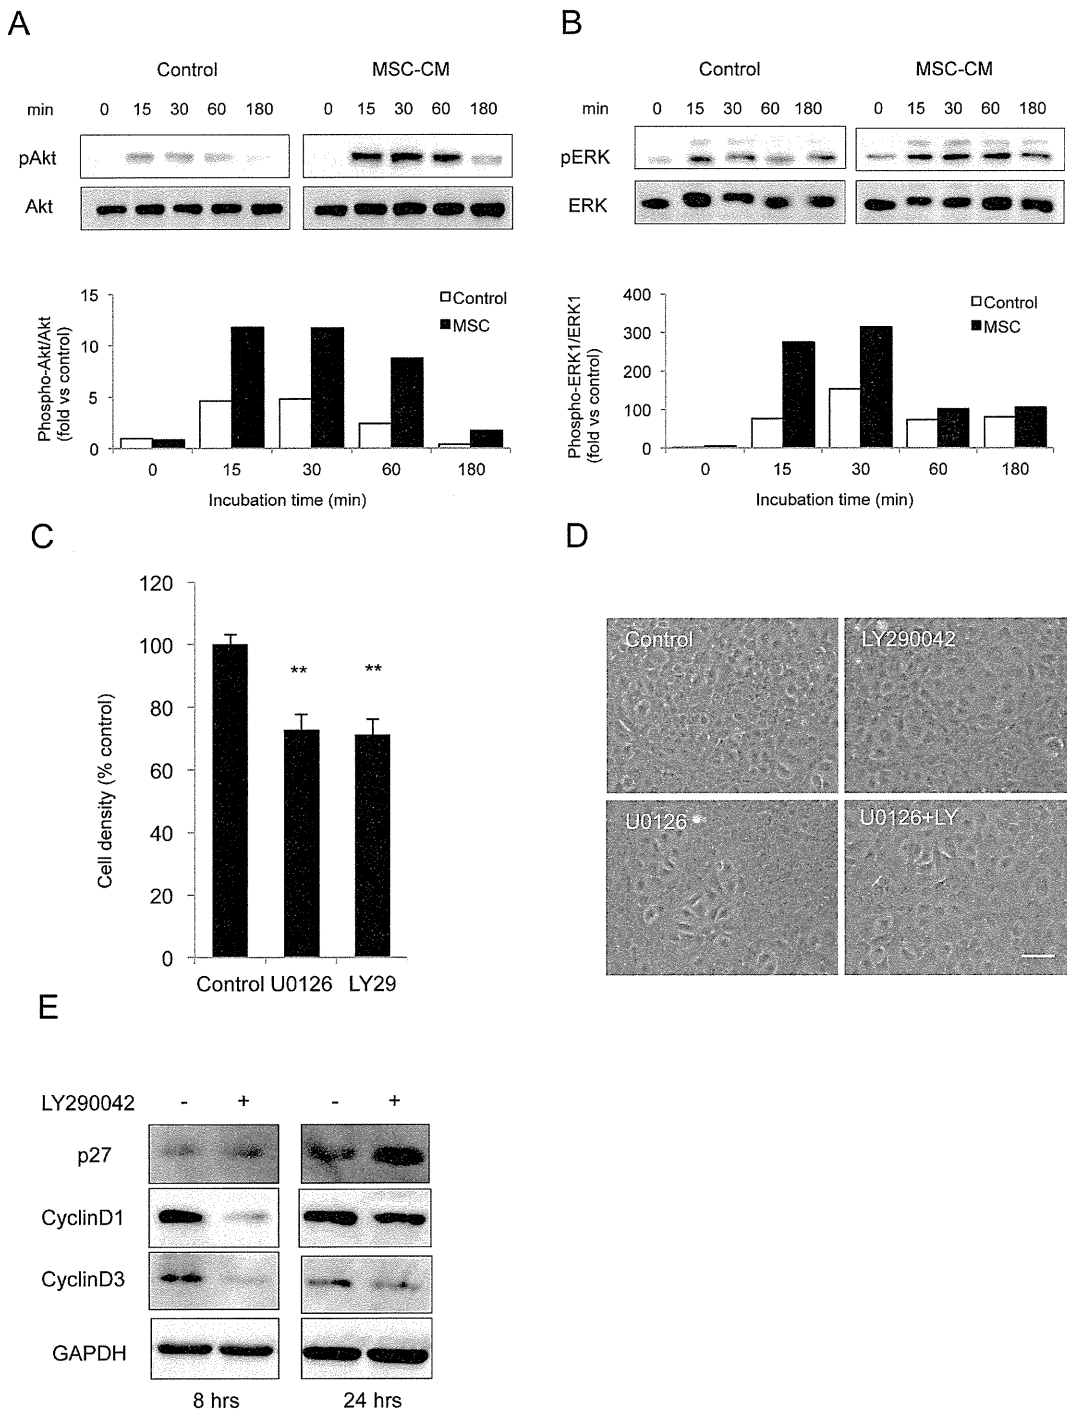 A
Control MSC-CM
min 0 15 30 60 180 0 15 30 60 180
pAkt
Akt
15
10
5
0
Phospho-Akt/Akt
(fold vs control)
Control
MSC
0 15 30 60 180
Incubation time (min)
B
Control MSC-CM
min 0 15 30 60 180 0 15 30 60 180
pERK
ERK
400
300
200
100
0
Phospho-ERK1/ERK1
(fold vs control)
Control
MSC
0 15 30 60 180
Incubation time (min)
C
120
100
80
60
40
20
0
Cell density (% control)
** **
Control U0126 LY29
D
Control LY290042
U0126 U0126+LY
E
LY290042 - + - +
p27
CyclinD1
CyclinD3
GAPDH
8 hrs 24 hrs